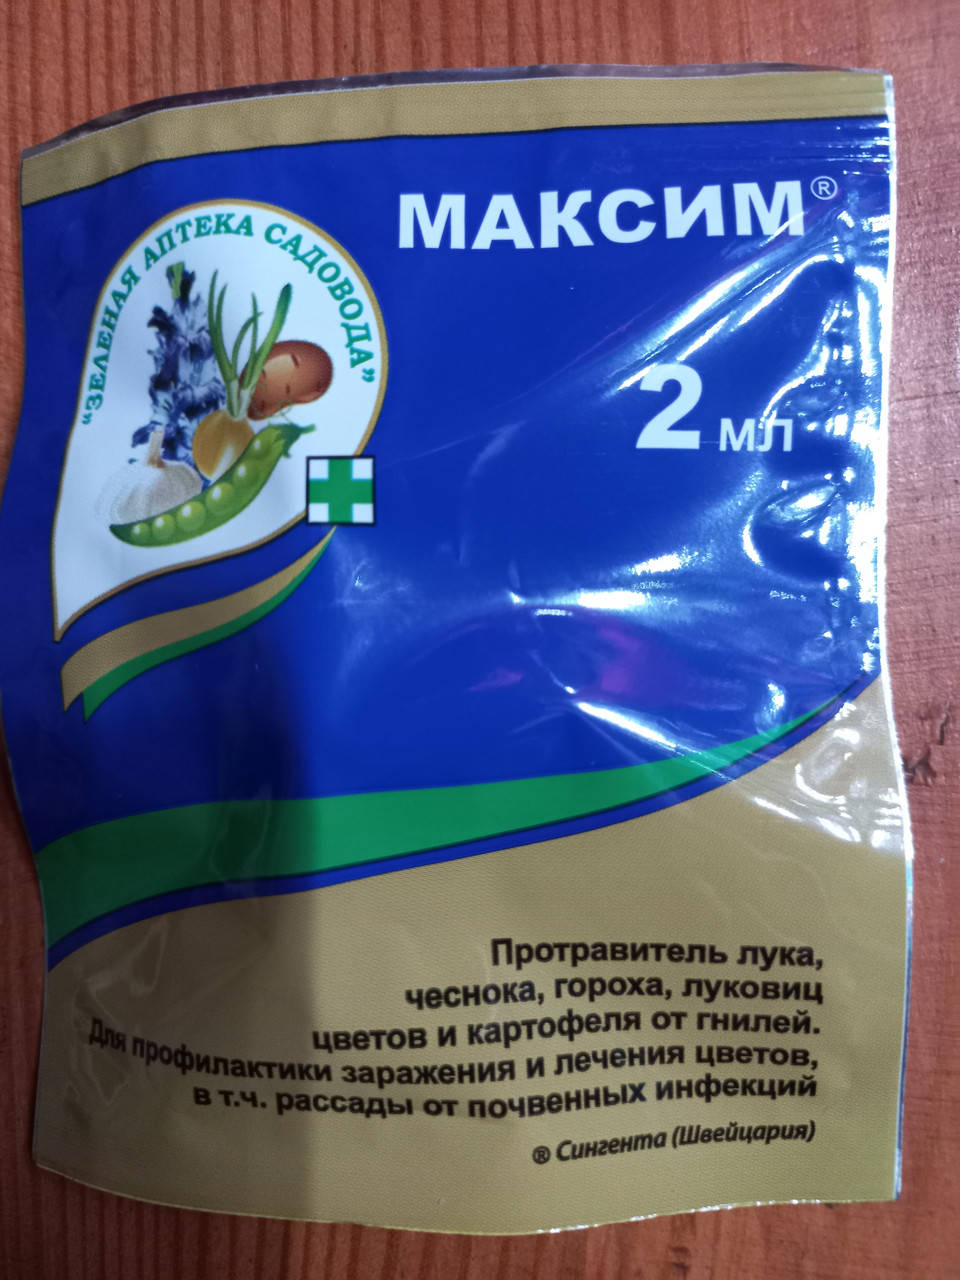 МАКСИМ®
"ЗЕЛЕНАЯ АПТЕКА САДОВОДА"
2 мл
Протравитель лука,
чеснока, гороха, луковиц
цветов и картофеля от гнилей.
Для профилактики заражения и лечения цветов,
в т.ч. рассады от почвенных инфекций
® Сингента (Швейцария)